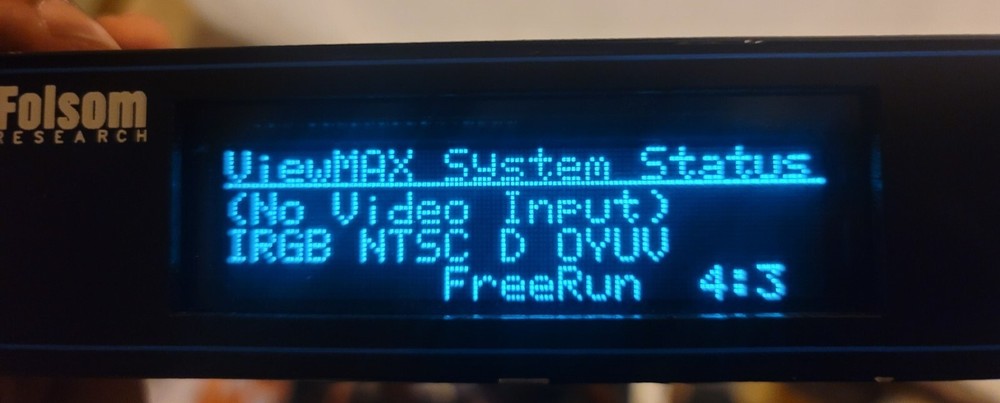 Folsom
RESEARCH
ViewMAX System Status
(No Video Input)
IRGB NTSC D OYUV
FreeRun 4:3